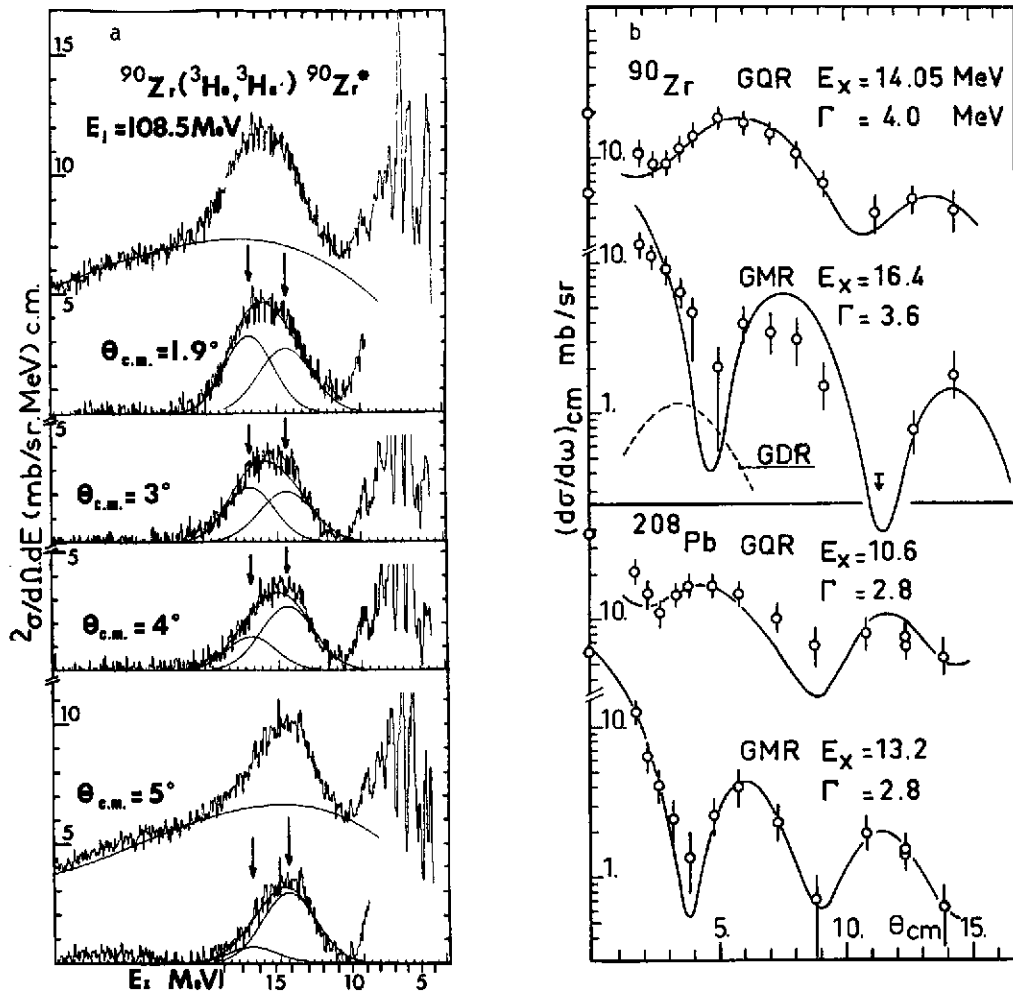 a
15
⁹⁰Zr(³He,³He') ⁹⁰Zr*
Ei = 108.5 MeV
10
5
θc.m. = 1.9°
5
θc.m. = 3°
5
θc.m. = 4°
10
θc.m. = 5°
5
²σ/dΩ.dE (mb/sr.MeV) c.m.
15 10 5
Ex MeV)
b
⁹⁰Zr GQR Ex = 14.05 MeV
Γ = 4.0 MeV
10.
10.
GMR Ex = 16.4
Γ = 3.6
1.
GDR
(dσ/dω)cm mb/sr
²⁰⁸Pb GQR Ex = 10.6
Γ = 2.8
10.
10.
GMR Ex = 13.2
Γ = 2.8
1.
5. 10. θcm 15.